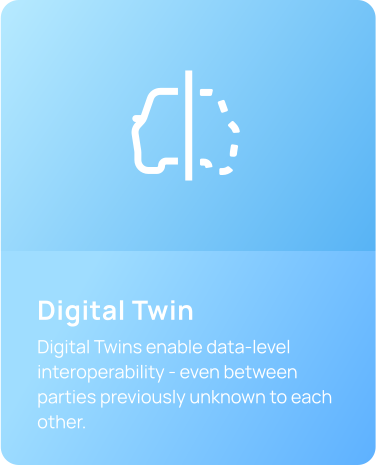 Digital Twin
Digital Twins enable data-level
interoperability - even between
parties previously unknown to each
other.